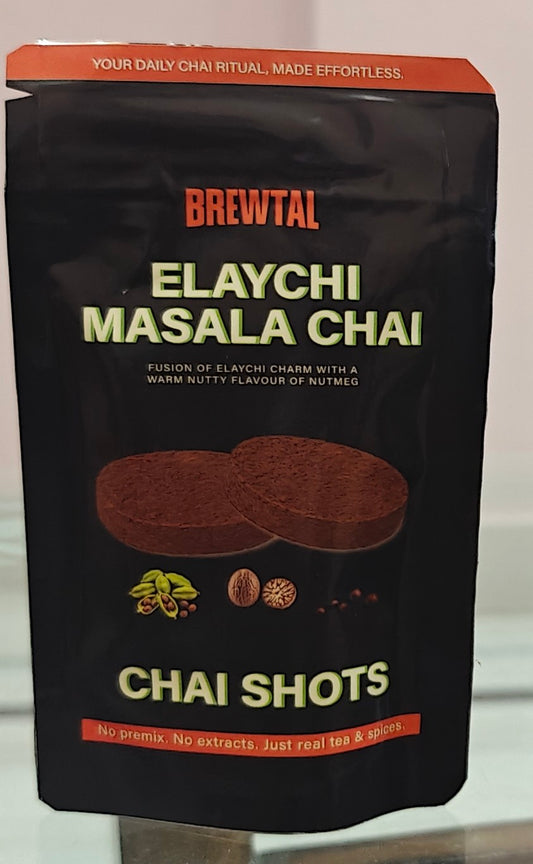 YOUR DAILY CHAI RITUAL, MADE EFFORTLESS.
BREWTAL
ELAYCHI
MASALA CHAI
FUSION OF ELAYCHI CHARM WITH A
WARM NUTTY FLAVOUR OF NUTMEG
CHAI SHOTS
No premix. No extracts. Just real tea & spices.